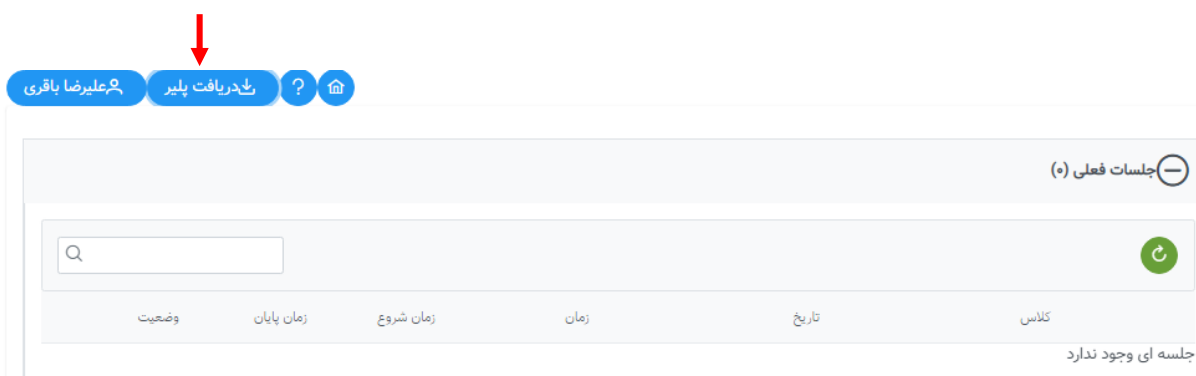 ؟ دریافت پلیر علیرضا باقری
جلسات فعلی (۰)
کلاس تاریخ زمان زمان شروع زمان پایان وضعیت
جلسه ای وجود ندارد